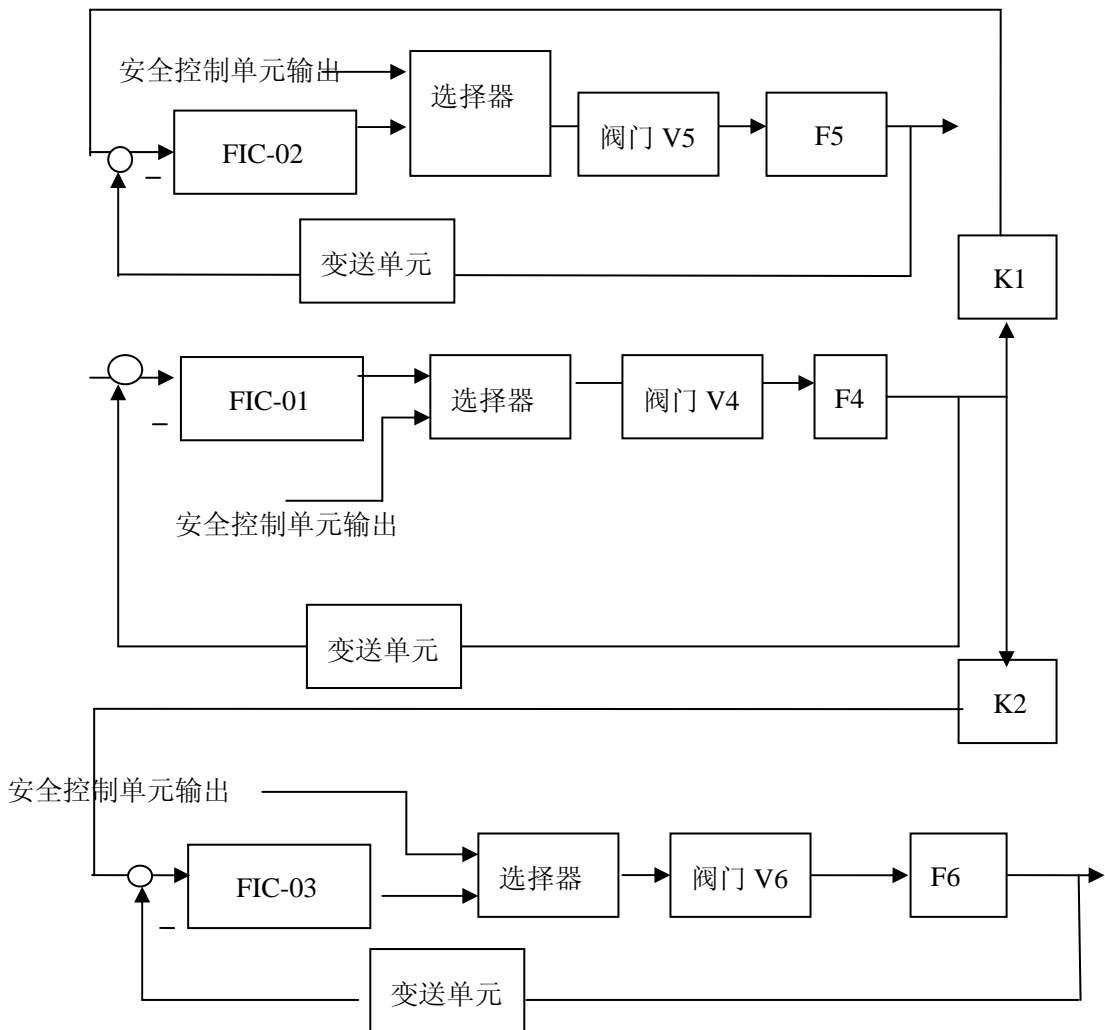 安全控制单元输出
选择器
FIC-02
阀门 V5
F5
变送单元
K1
FIC-01
选择器
阀门 V4
F4
安全控制单元输出
变送单元
K2
安全控制单元输出
FIC-03
选择器
阀门 V6
F6
变送单元